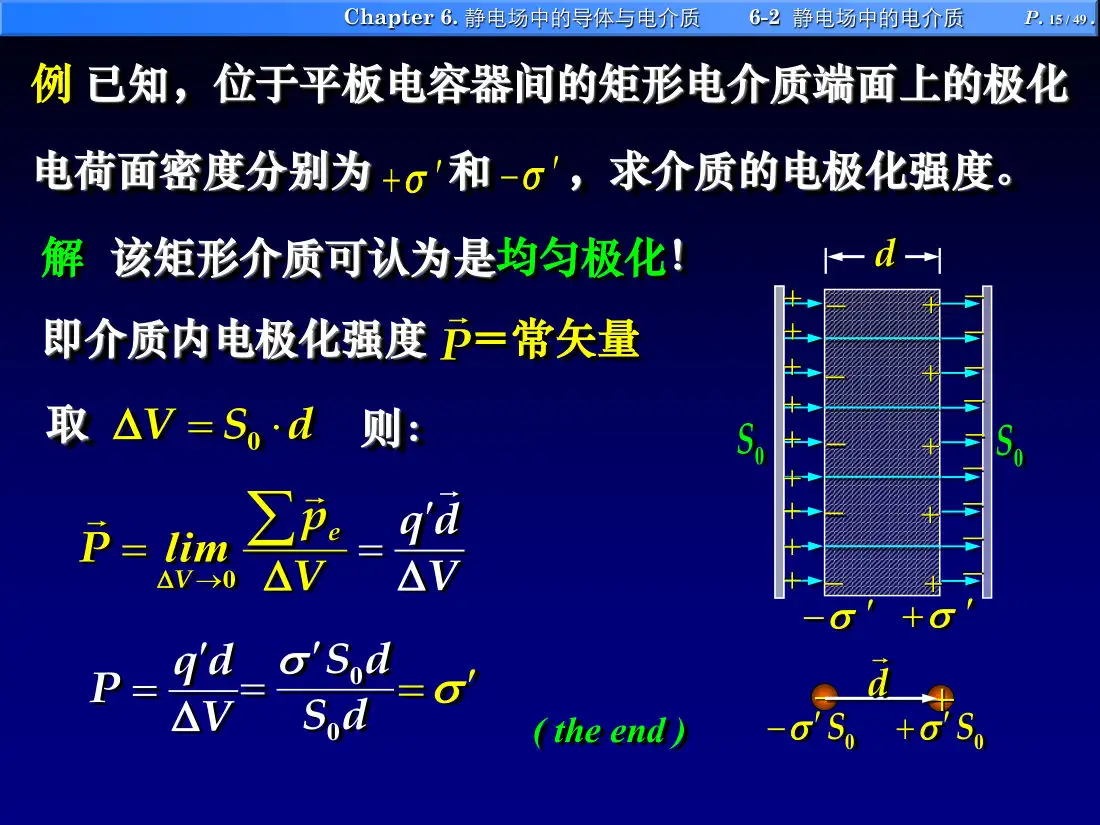 Chapter 6. 静电场中的导体与电介质 6-2 静电场中的电介质 P. 15 / 49 .
例 已知，位于平板电容器间的矩形电介质端面上的极化
电荷面密度分别为 +σ′ 和 −σ′ ，求介质的电极化强度。
解 该矩形介质可认为是均匀极化！
即介质内电极化强度 P⃗＝常矢量
取 ΔV = S₀ · d 则：
P⃗ = lim_{ΔV→0} ∑p⃗ₑ / ΔV = q′d⃗ / ΔV
P = q′d / ΔV = σ′S₀d / S₀d = σ′
( the end )
d
+ − + −
+ −
+ − + −
+ −
S₀ + − + − S₀
+ −
+ − + −
+ −
+ − + −
−σ′ +σ′
d⃗
− +
−σ′S₀ +σ′S₀